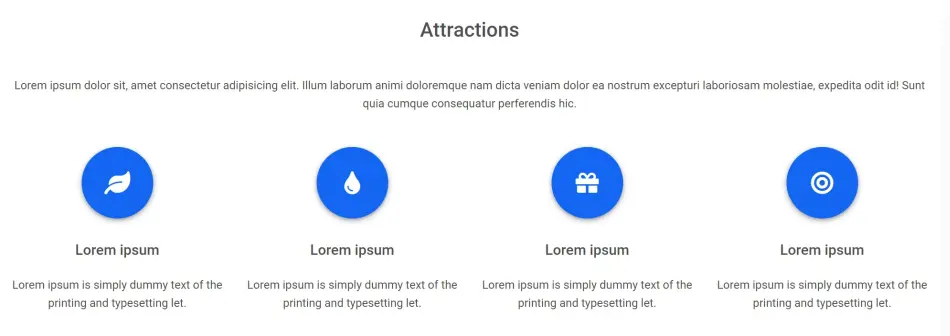 Attractions
Lorem ipsum dolor sit, amet consectetur adipisicing elit. Illum laborum animi doloremque nam dicta veniam dolor ea nostrum excepturi laboriosam molestiae, expedita odit id! Sunt
quia cumque consequatur perferendis hic.
Lorem ipsum
Lorem ipsum is simply dummy text of the
printing and typesetting let.
Lorem ipsum
Lorem ipsum is simply dummy text of the
printing and typesetting let.
Lorem ipsum
Lorem ipsum is simply dummy text of the
printing and typesetting let.
Lorem ipsum
Lorem ipsum is simply dummy text of the
printing and typesetting let.